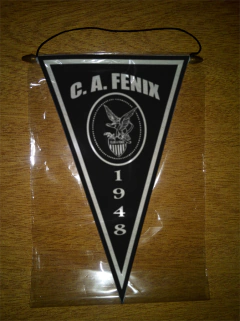 C. A. FENIX
1948